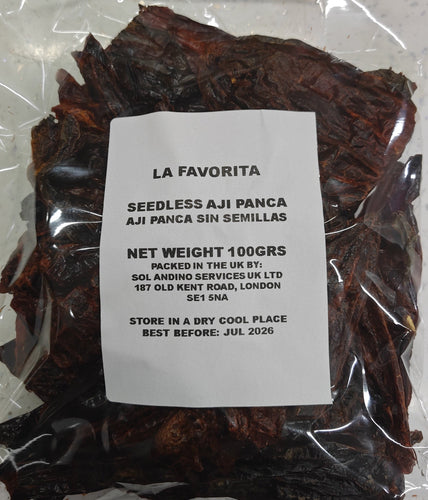 LA FAVORITA
SEEDLESS AJI PANCA
AJI PANCA SIN SEMILLAS
NET WEIGHT 100GRS
PACKED IN THE UK BY:
SOL ANDINO SERVICES UK LTD
187 OLD KENT ROAD, LONDON
SE1 5NA
STORE IN A DRY COOL PLACE
BEST BEFORE: JUL 2026